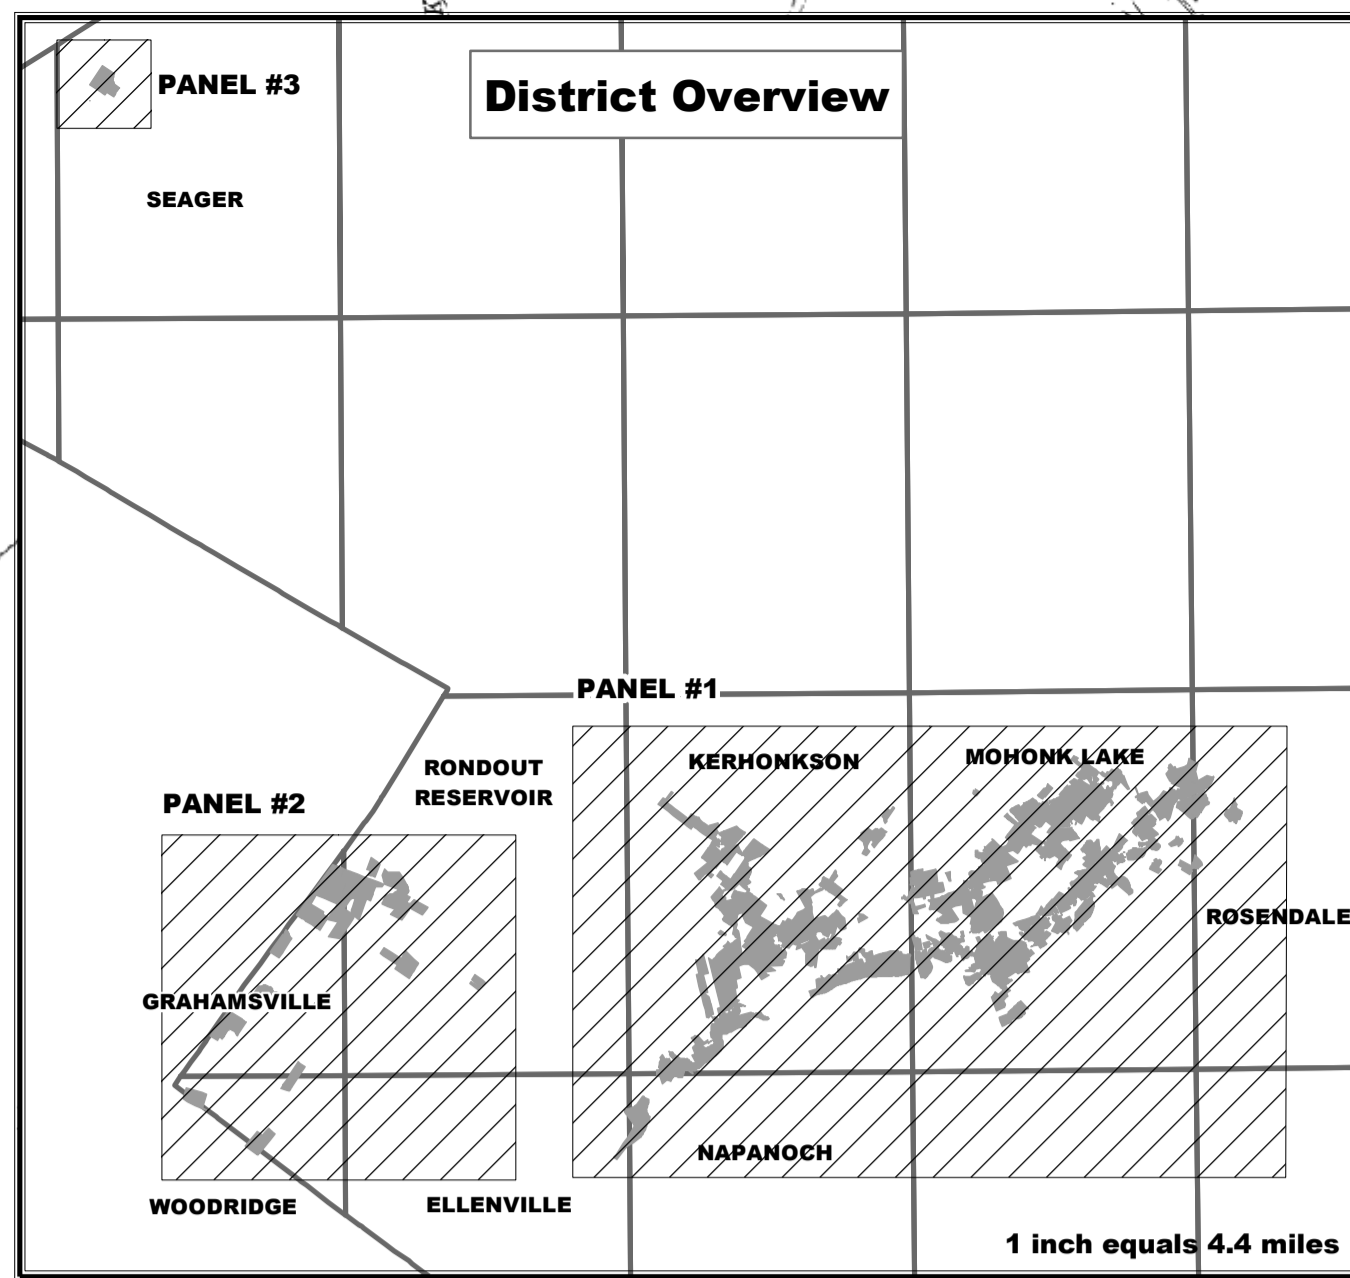 PANEL #3
District Overview
SEAGER
PANEL #1
KERHONKSON
MOHONK LAKE
RONDOUT
RESERVOIR
PANEL #2
ROSENDALE
GRAHAMSVILLE
NAPANOCH
WOODRIDGE
ELLENVILLE
1 inch equals 4.4 miles